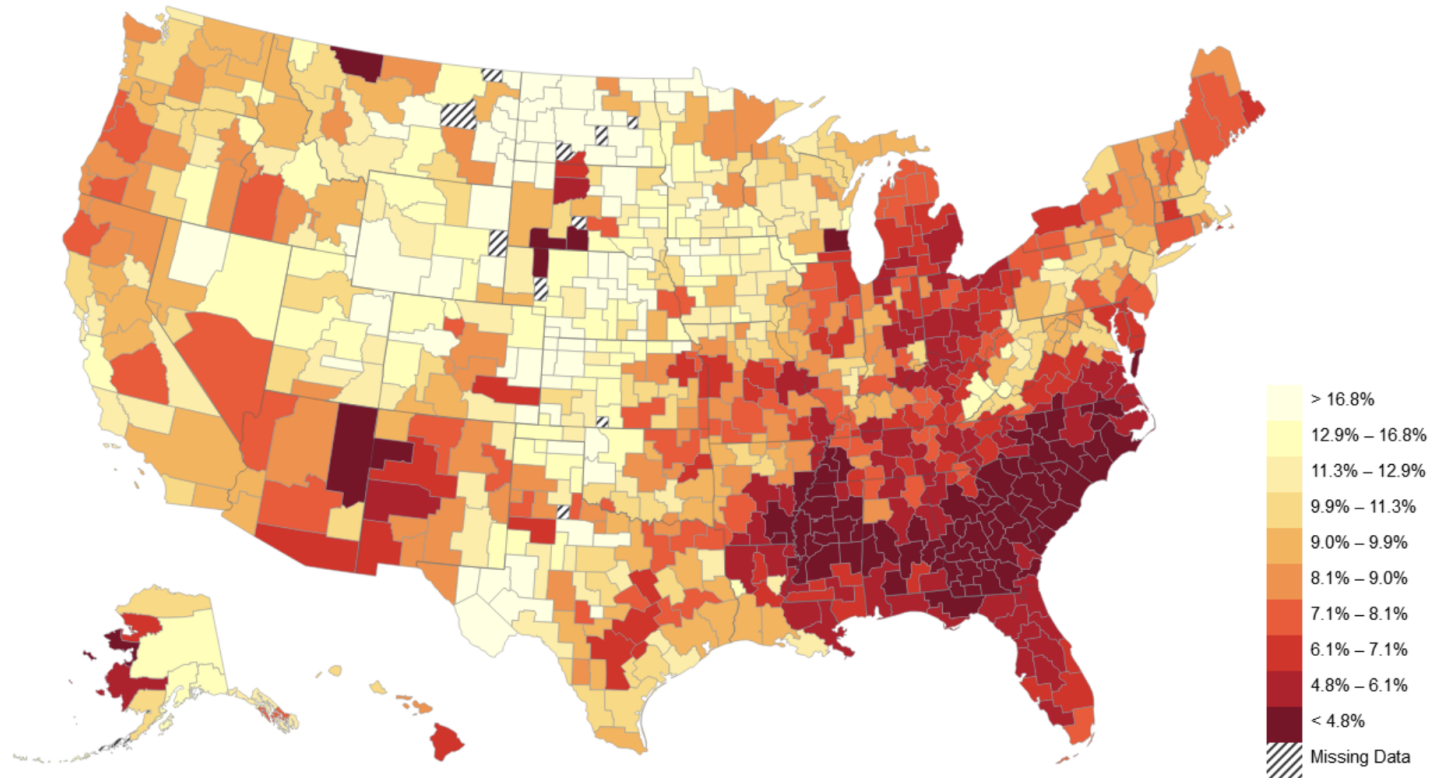 > 16.8%
12.9% – 16.8%
11.3% – 12.9%
9.9% – 11.3%
9.0% – 9.9%
8.1% – 9.0%
7.1% – 8.1%
6.1% – 7.1%
4.8% – 6.1%
< 4.8%
Missing Data